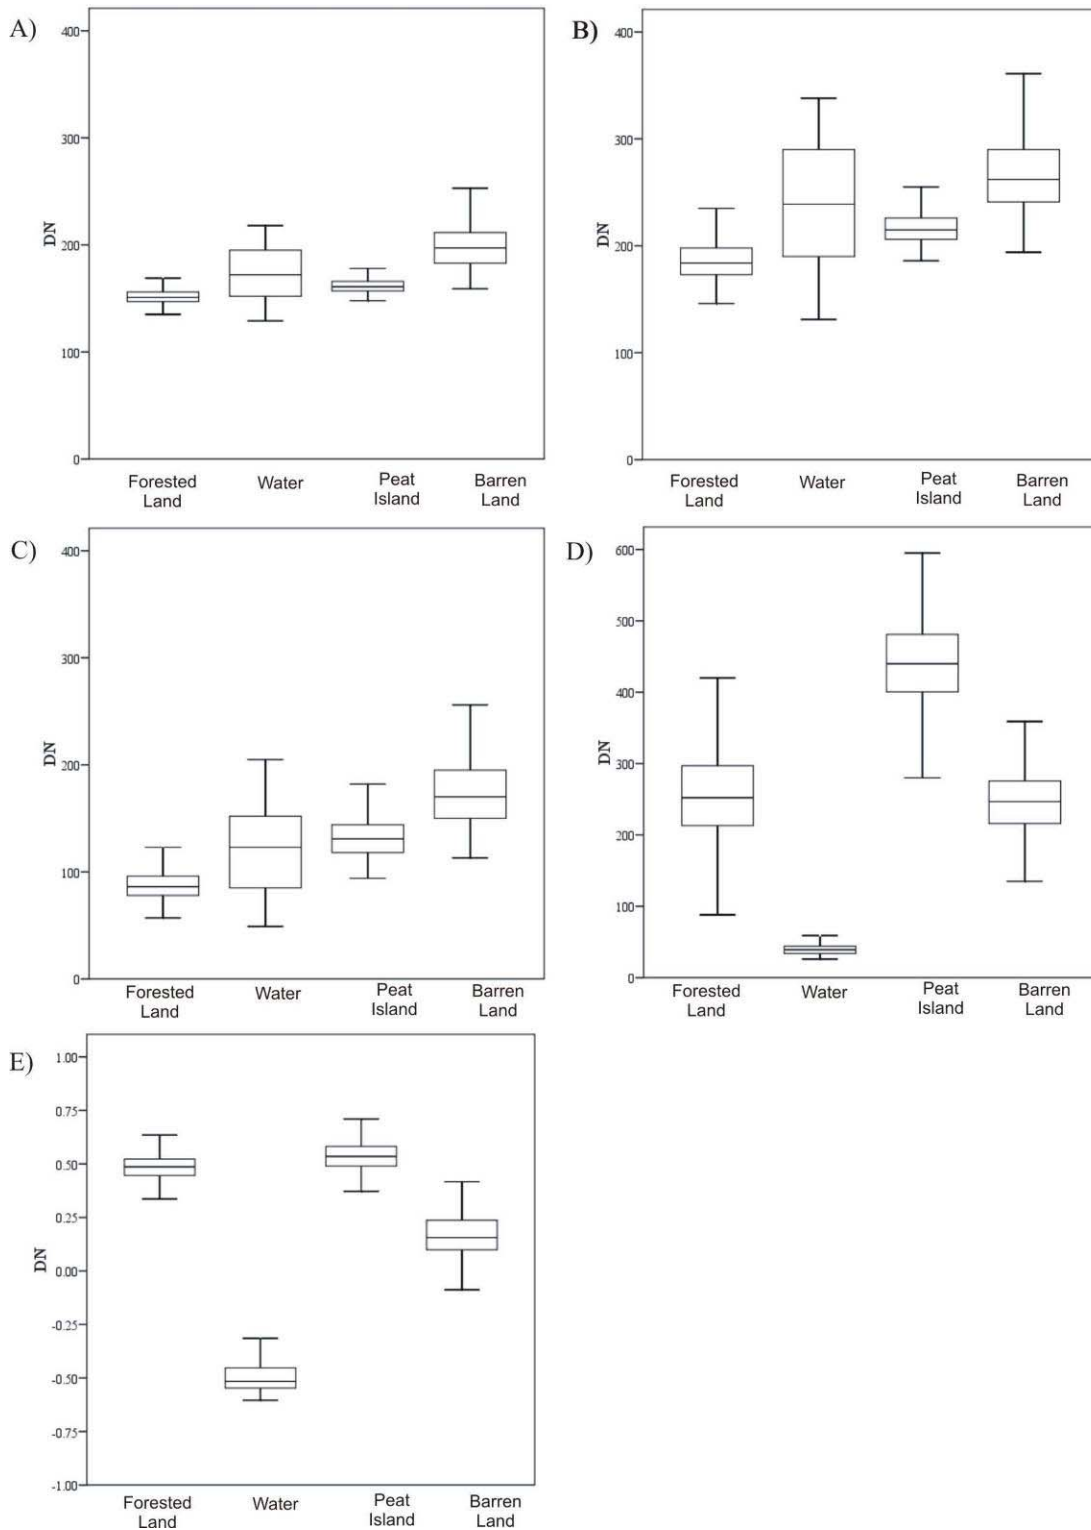 A)
400
300
DN
200
100
0
Forested
Land
Water
Peat
Island
Barren
Land
B)
400
300
DN
200
100
0
Forested
Land
Water
Peat
Island
Barren
Land
C)
400
300
DN
200
100
0
Forested
Land
Water
Peat
Island
Barren
Land
D)
600
500
400
DN
300
200
100
0
Forested
Land
Water
Peat
Island
Barren
Land
E)
1.00
0.75
0.50
0.25
DN
0.00
-0.25
-0.50
-0.75
-1.00
Forested
Land
Water
Peat
Island
Barren
Land